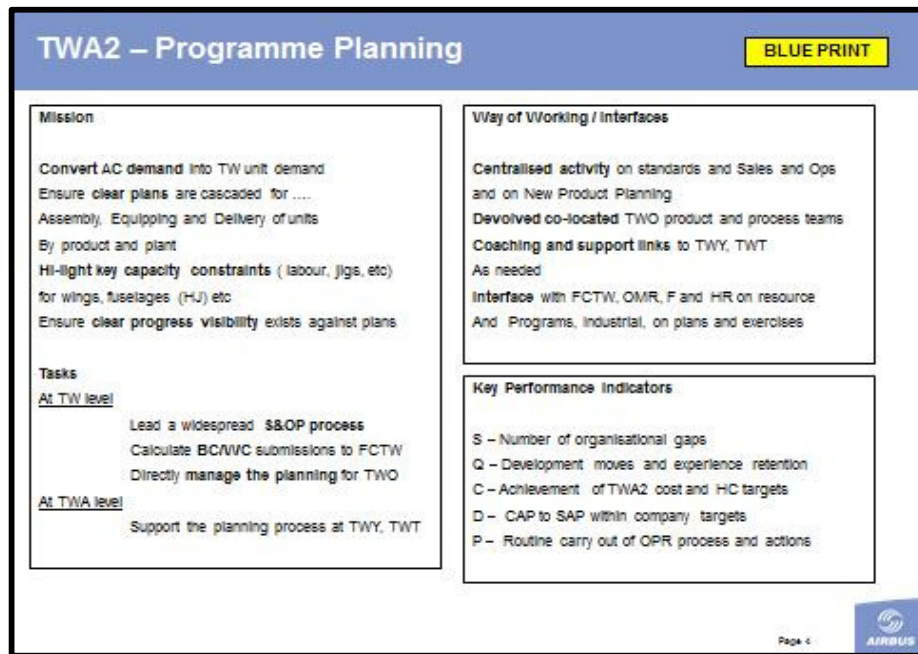 TWA2 – Programme Planning
BLUE PRINT
Mission
Convert AC demand into TW unit demand
Ensure clear plans are cascaded for ....
Assembly, Equipping and Delivery of units
By product and plant
Hi-light key capacity constraints ( labour, jigs, etc)
for wings, fuselages (HJ) etc
Ensure clear progress visibility exists against plans
Tasks
At TW level
Lead a widespread S&OP process
Calculate BC/WC submissions to FCTW
Directly manage the planning for TWO
At TWA level
Support the planning process at TWY, TWT
Way of Working / Interfaces
Centralised activity on standards and Sales and Ops
and on New Product Planning
Devolved co-located TWO product and process teams
Coaching and support links to TWY, TWT
As needed
Interface with FCTW, OMR, F and HR on resource
And Programs, Industrial, on plans and exercises
Key Performance Indicators
S – Number of organisational gaps
Q – Development moves and experience retention
C – Achievement of TWA2 cost and HC targets
D – CAP to SAP within company targets
P – Routine carry out of OPR process and actions
Page 4
AIRBUS